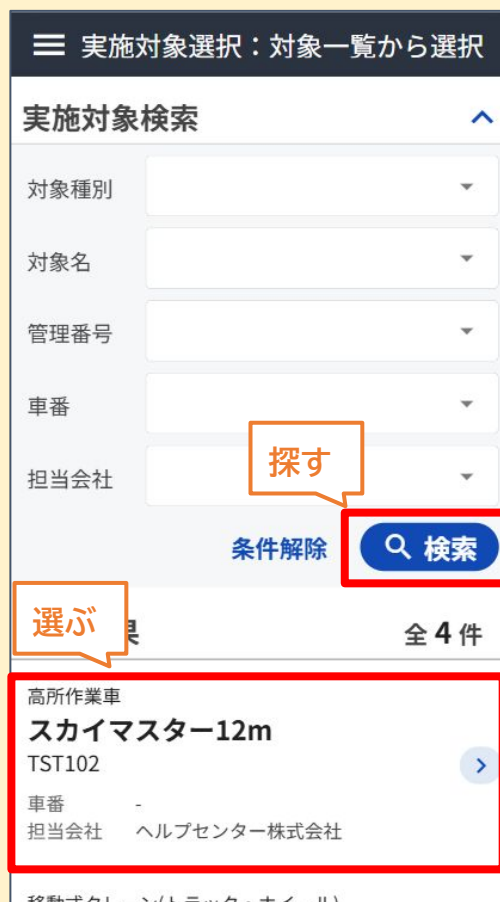 実施対象選択：対象一覧から選択
実施対象検索
対象種別
対象名
管理番号
車番
担当会社
探す
条件解除
検索
選ぶ
全 4 件
高所作業車
スカイマスター12m
TST102
車番 -
担当会社 ヘルプセンター株式会社